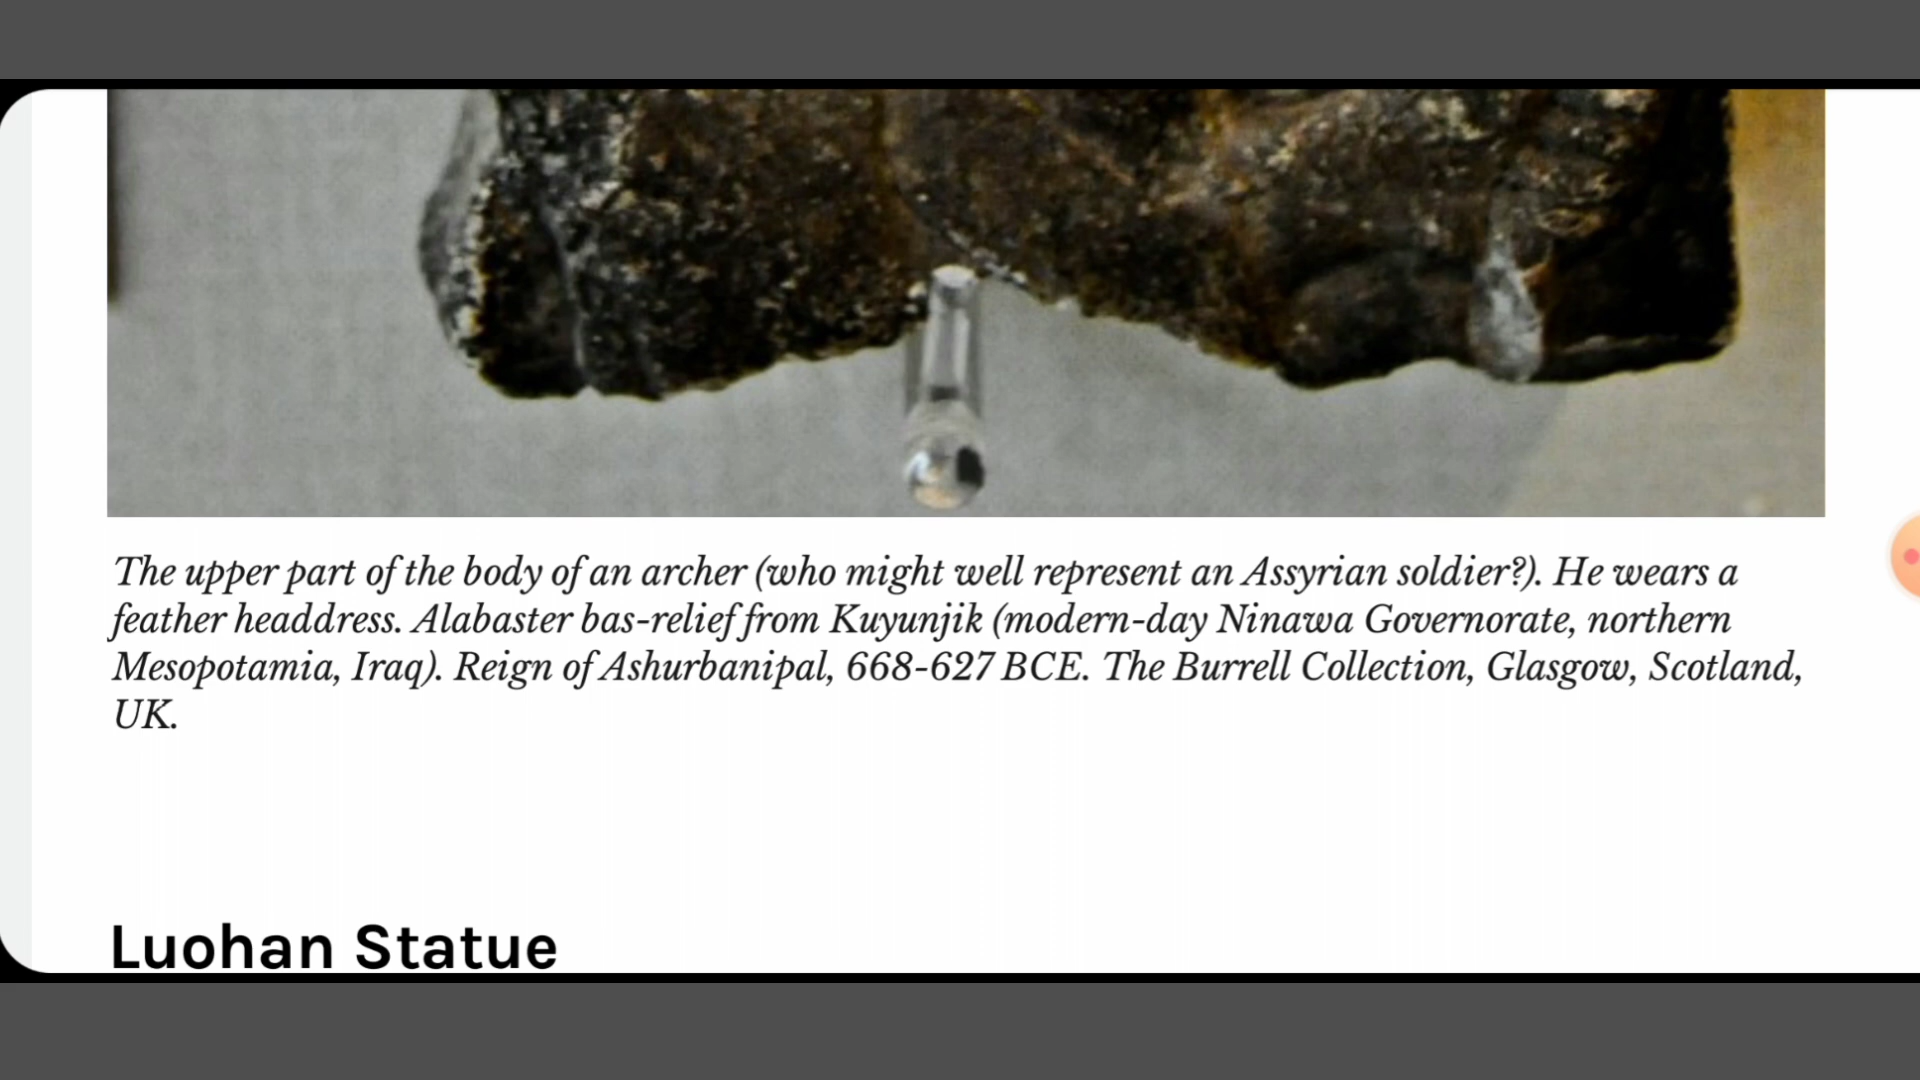 The upper part of the body of an archer (who might well represent an Assyrian soldier?). He wears a
feather headdress. Alabaster bas-relief from Kuyunjik (modern-day Ninawa Governorate, northern
Mesopotamia, Iraq). Reign of Ashurbanipal, 668-627 BCE. The Burrell Collection, Glasgow, Scotland,
UK.
Luohan Statue